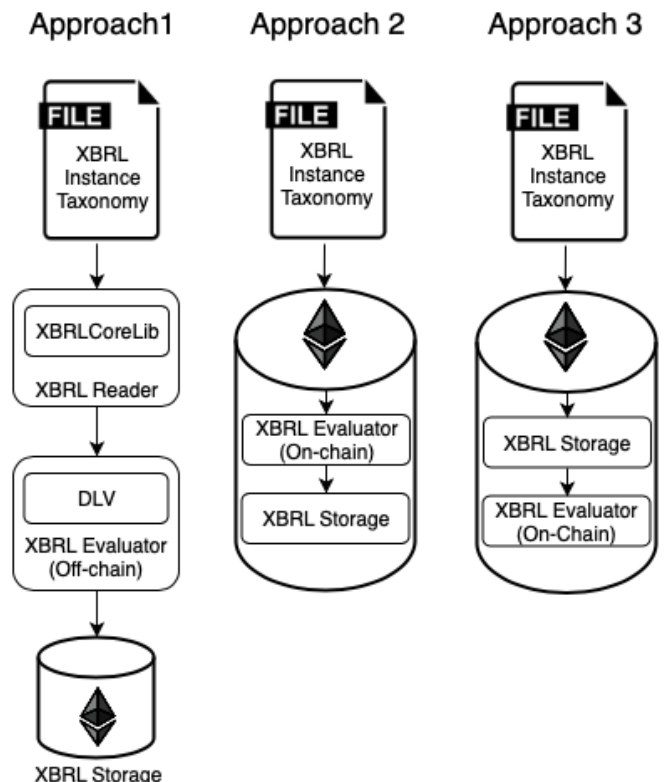 Approach1
FILE
XBRL
Instance
Taxonomy
XBRLCoreLib
XBRL Reader
DLV
XBRL Evaluator
(Off-chain)
XBRL Storage
Approach 2
FILE
XBRL
Instance
Taxonomy
XBRL Evaluator
(On-chain)
XBRL Storage
Approach 3
FILE
XBRL
Instance
Taxonomy
XBRL Storage
XBRL Evaluator
(On-Chain)